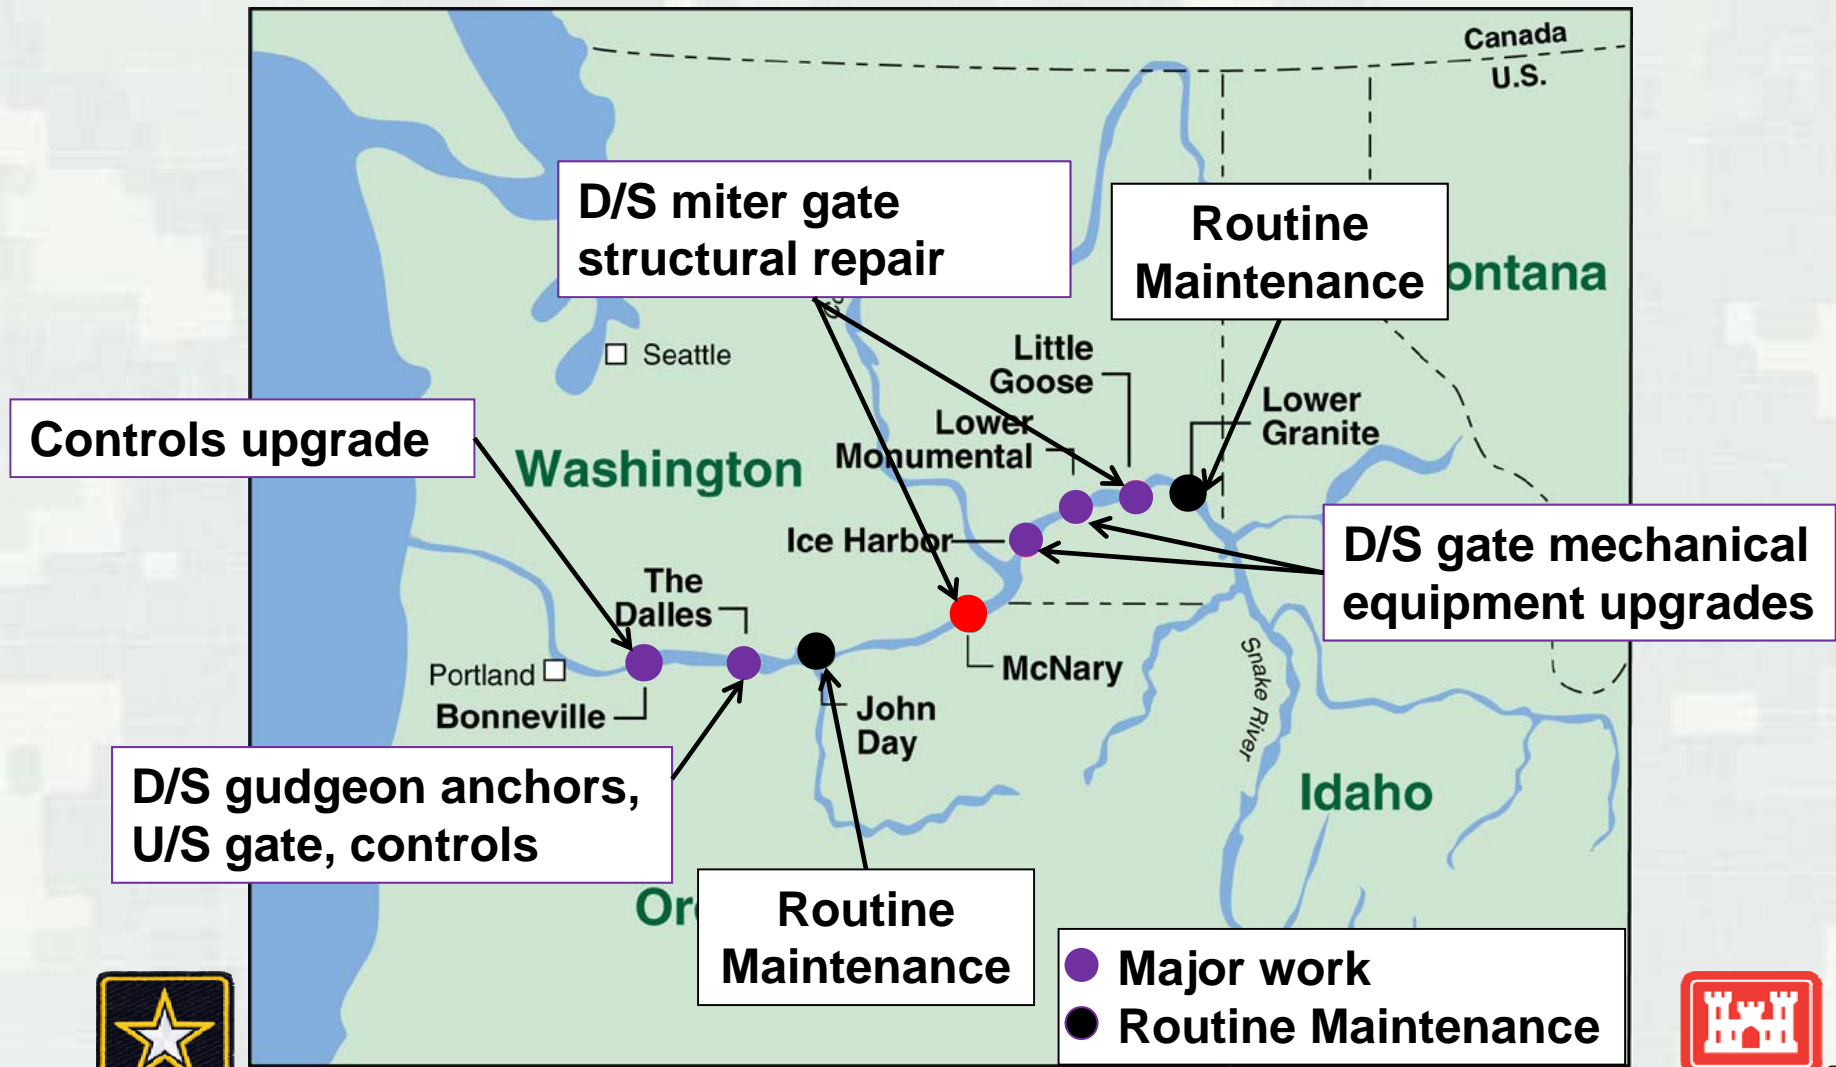 Canada
U.S.
D/S miter gate
structural repair
Routine
Maintenance
ontana
Seattle
Little
Goose
Lower
Granite
Controls upgrade
Lower
Monumental
Washington
Ice Harbor
D/S gate mechanical
equipment upgrades
The
Dalles
Portland
Bonneville
McNary
John
Day
Snake River
D/S gudgeon anchors,
U/S gate, controls
Idaho
Or
Routine
Maintenance
Major work
Routine Maintenance